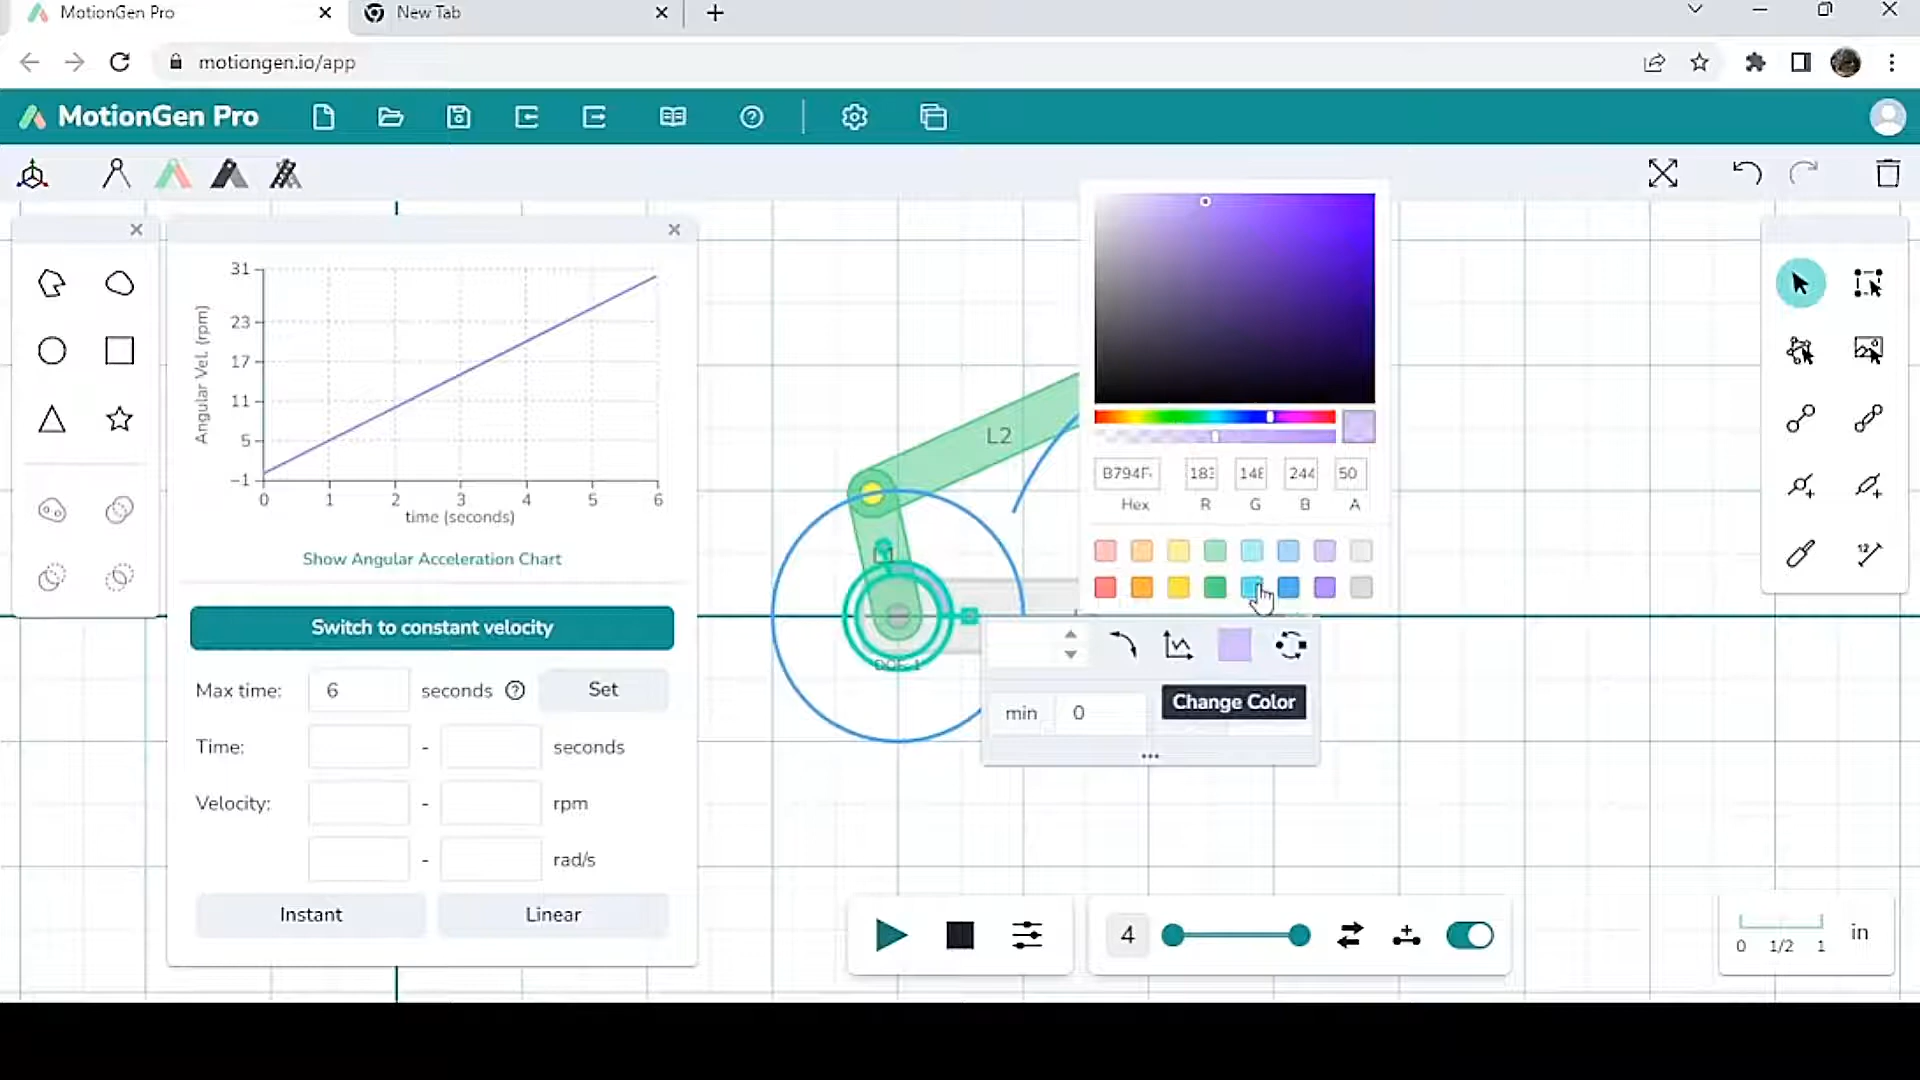 MotionGen Pro
New Tab
motiongen.io/app
MotionGen Pro
31
23
17
11
5
-1
Angular Vel. (rpm)
0 1 2 3 4 5 6
time (seconds)
Show Angular Acceleration Chart
Switch to constant velocity
Max time: 6 seconds Set
Time: - seconds
Velocity: - rpm
- rad/s
Instant Linear
L2
B794F 50 244
Hex R G B A
min 0
Change Color
4
0 1/2 1 in